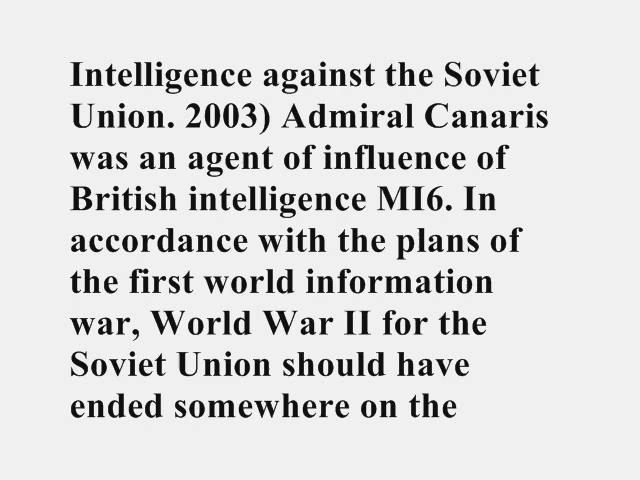 Intelligence against the Soviet
Union. 2003) Admiral Canaris
was an agent of influence of
British intelligence MI6. In
accordance with the plans of
the first world information
war, World War II for the
Soviet Union should have
ended somewhere on the